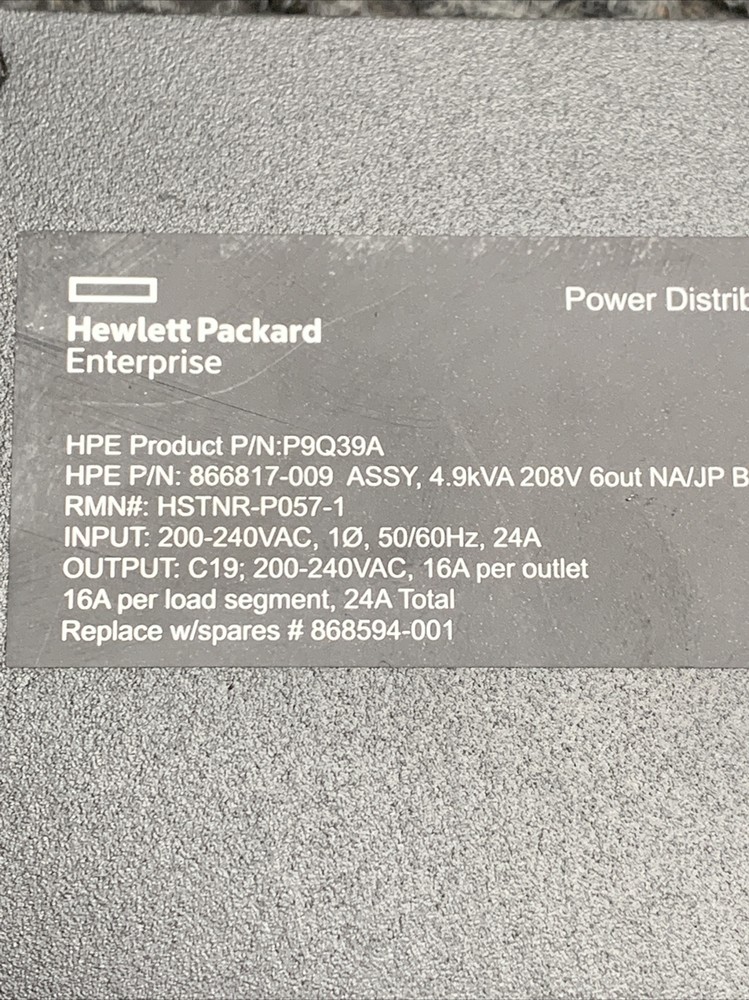 Power Distrib
Hewlett Packard
Enterprise
HPE Product P/N:P9Q39A
HPE P/N: 866817-009 ASSY, 4.9kVA 208V 6out NA/JP B
RMN#: HSTNR-P057-1
INPUT: 200-240VAC, 1Ø, 50/60Hz, 24A
OUTPUT: C19; 200-240VAC, 16A per outlet
16A per load segment, 24A Total
Replace w/spares # 868594-001